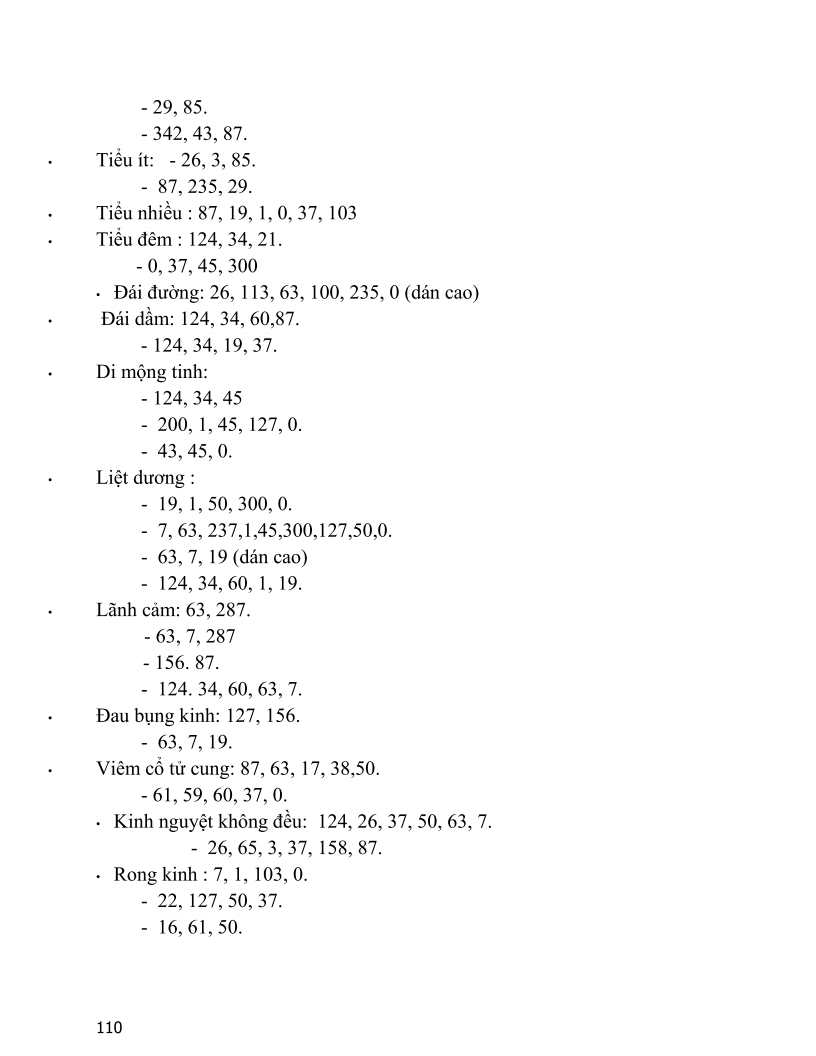 - 29, 85.
- 342, 43, 87.
• Tiểu ít: - 26, 3, 85.
- 87, 235, 29.
• Tiểu nhiều : 87, 19, 1, 0, 37, 103
• Tiểu đêm : 124, 34, 21.
- 0, 37, 45, 300
• Đái đường: 26, 113, 63, 100, 235, 0 (dán cao)
• Đái dầm: 124, 34, 60,87.
- 124, 34, 19, 37.
• Di mộng tinh:
- 124, 34, 45
- 200, 1, 45, 127, 0.
- 43, 45, 0.
• Liệt dương :
- 19, 1, 50, 300, 0.
- 7, 63, 237,1,45,300,127,50,0.
- 63, 7, 19 (dán cao)
- 124, 34, 60, 1, 19.
• Lãnh cảm: 63, 287.
- 63, 7, 287
- 156. 87.
- 124. 34, 60, 63, 7.
• Đau bụng kinh: 127, 156.
- 63, 7, 19.
• Viêm cổ tử cung: 87, 63, 17, 38,50.
- 61, 59, 60, 37, 0.
• Kinh nguyệt không đều: 124, 26, 37, 50, 63, 7.
- 26, 65, 3, 37, 158, 87.
• Rong kinh : 7, 1, 103, 0.
- 22, 127, 50, 37.
- 16, 61, 50.
110